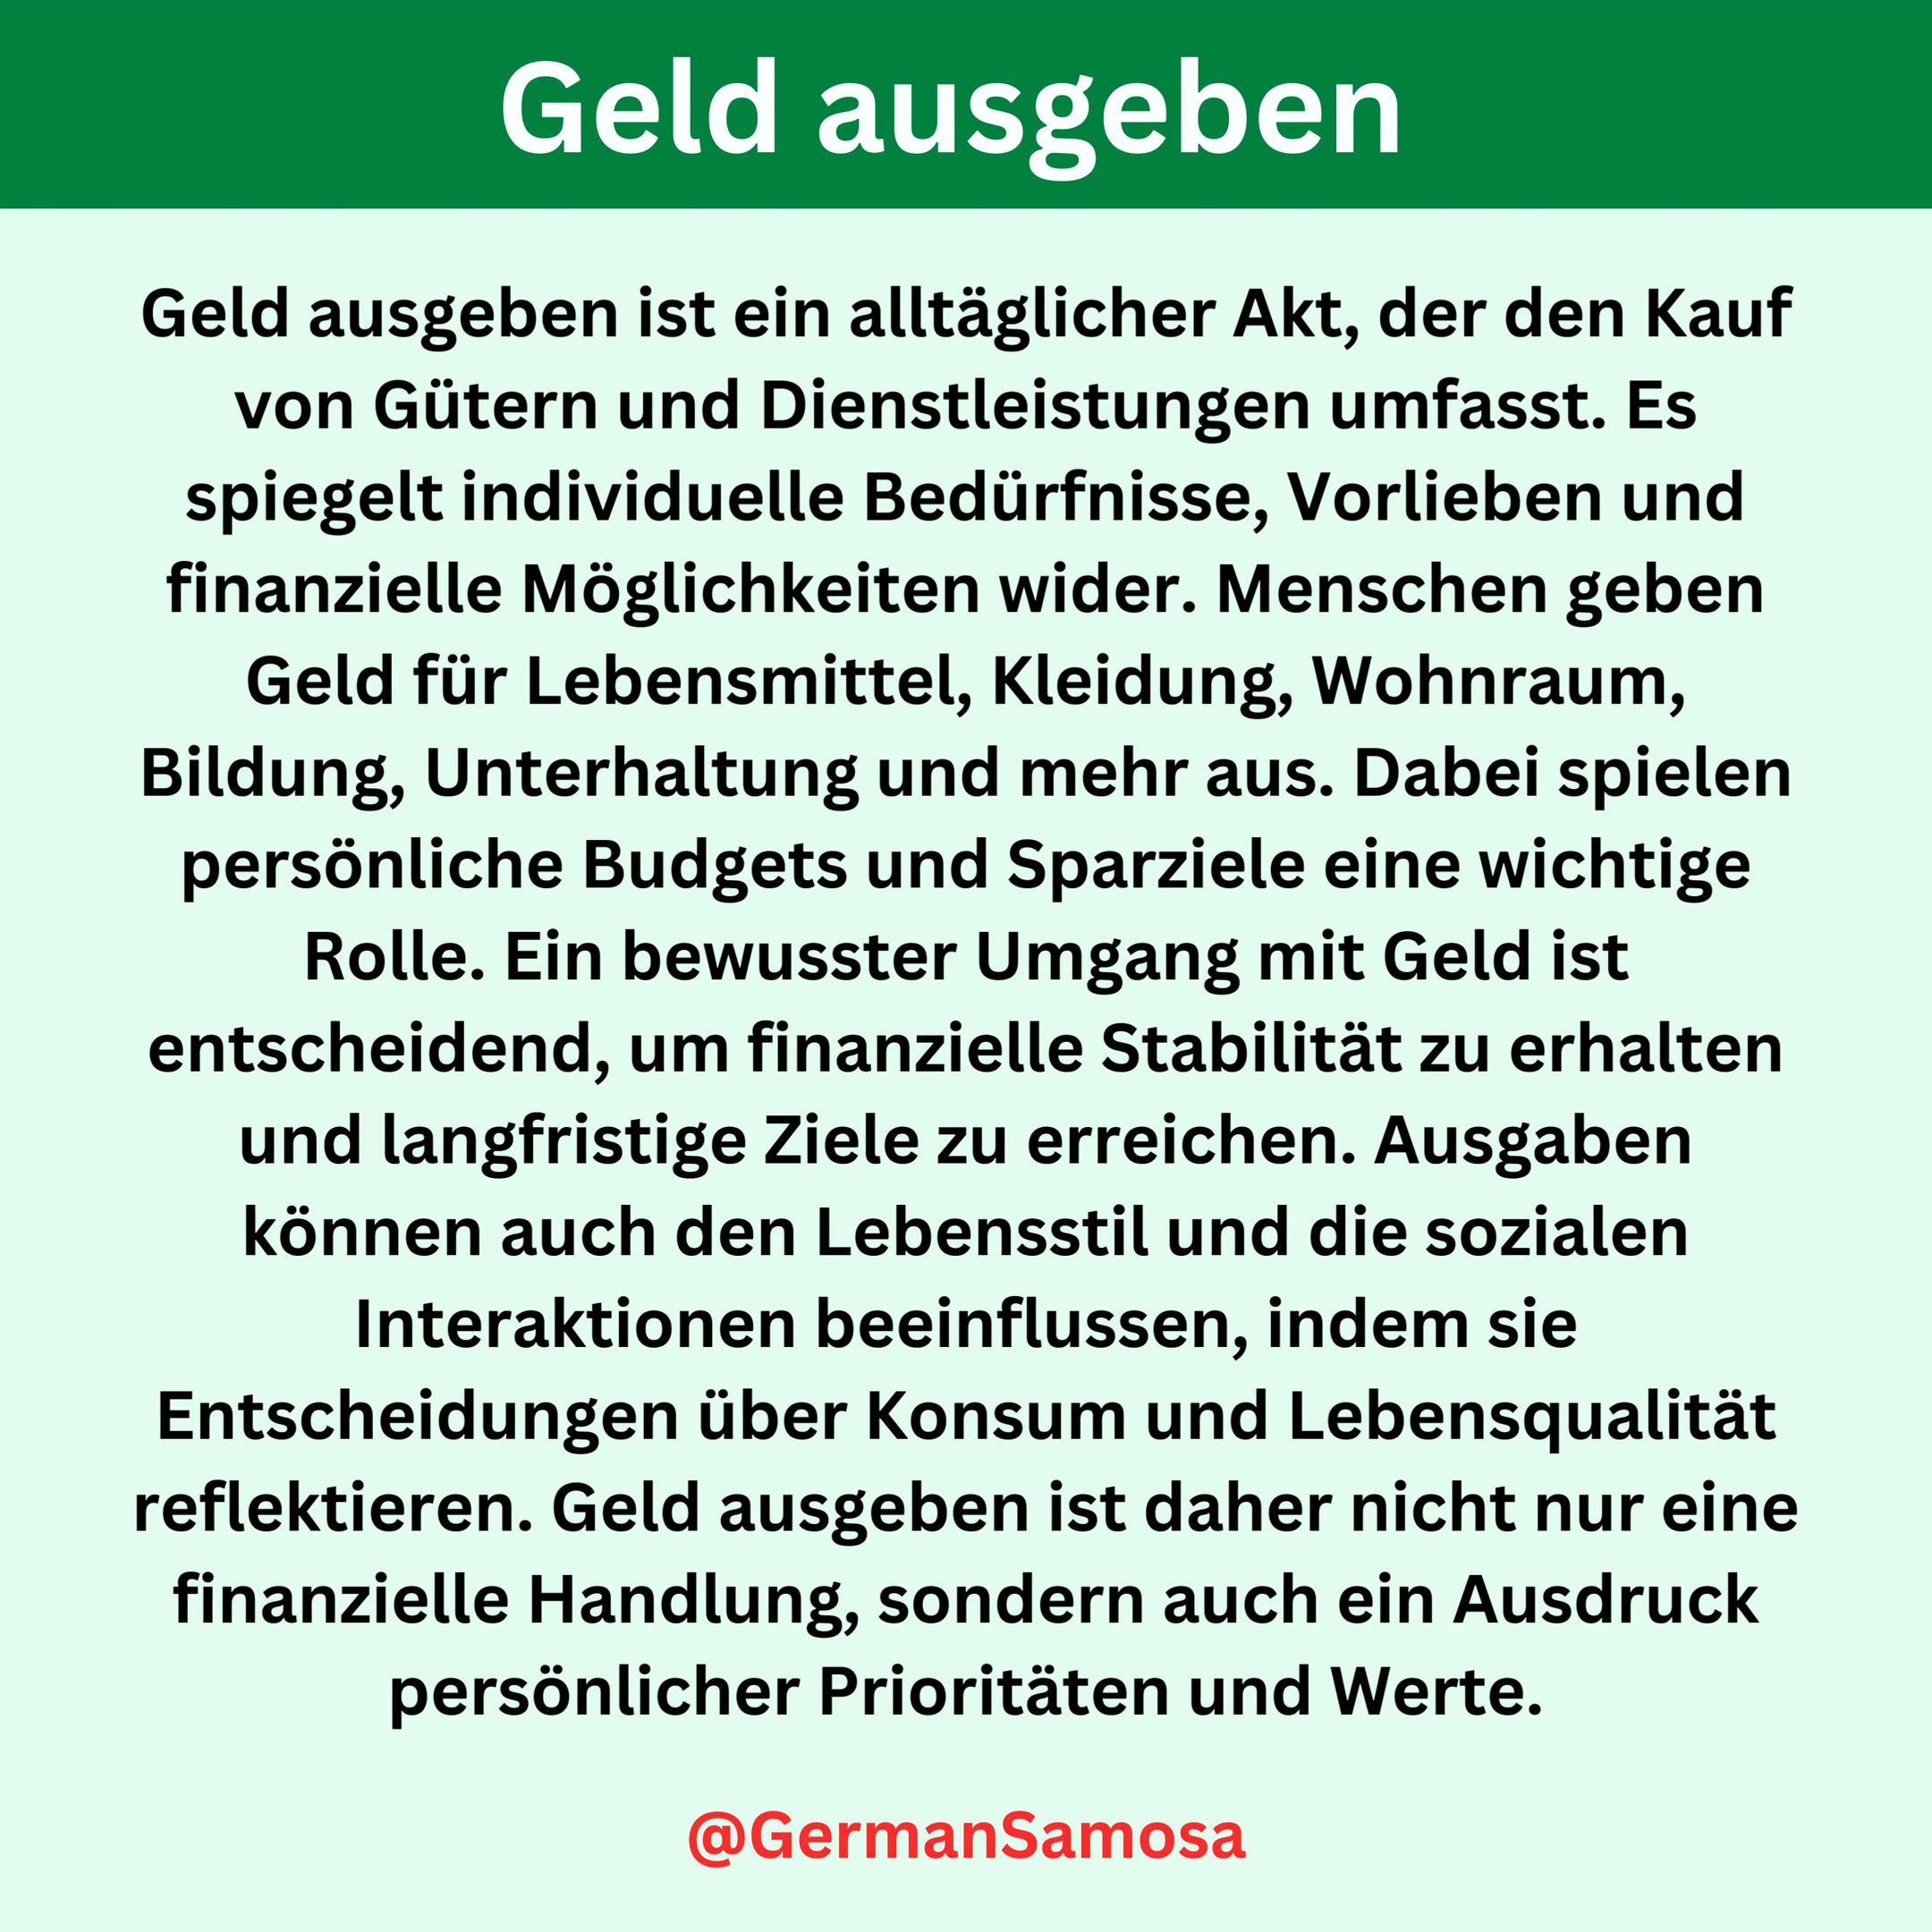 Geld ausgeben
Geld ausgeben ist ein alltäglicher Akt, der den Kauf
von Gütern und Dienstleistungen umfasst. Es
spiegelt individuelle Bedürfnisse, Vorlieben und
finanzielle Möglichkeiten wider. Menschen geben
Geld für Lebensmittel, Kleidung, Wohnraum,
Bildung, Unterhaltung und mehr aus. Dabei spielen
persönliche Budgets und Sparziele eine wichtige
Rolle. Ein bewusster Umgang mit Geld ist
entscheidend, um finanzielle Stabilität zu erhalten
und langfristige Ziele zu erreichen. Ausgaben
können auch den Lebensstil und die sozialen
Interaktionen beeinflussen, indem sie
Entscheidungen über Konsum und Lebensqualität
reflektieren. Geld ausgeben ist daher nicht nur eine
finanzielle Handlung, sondern auch ein Ausdruck
persönlicher Prioritäten und Werte.
@GermanSamosa